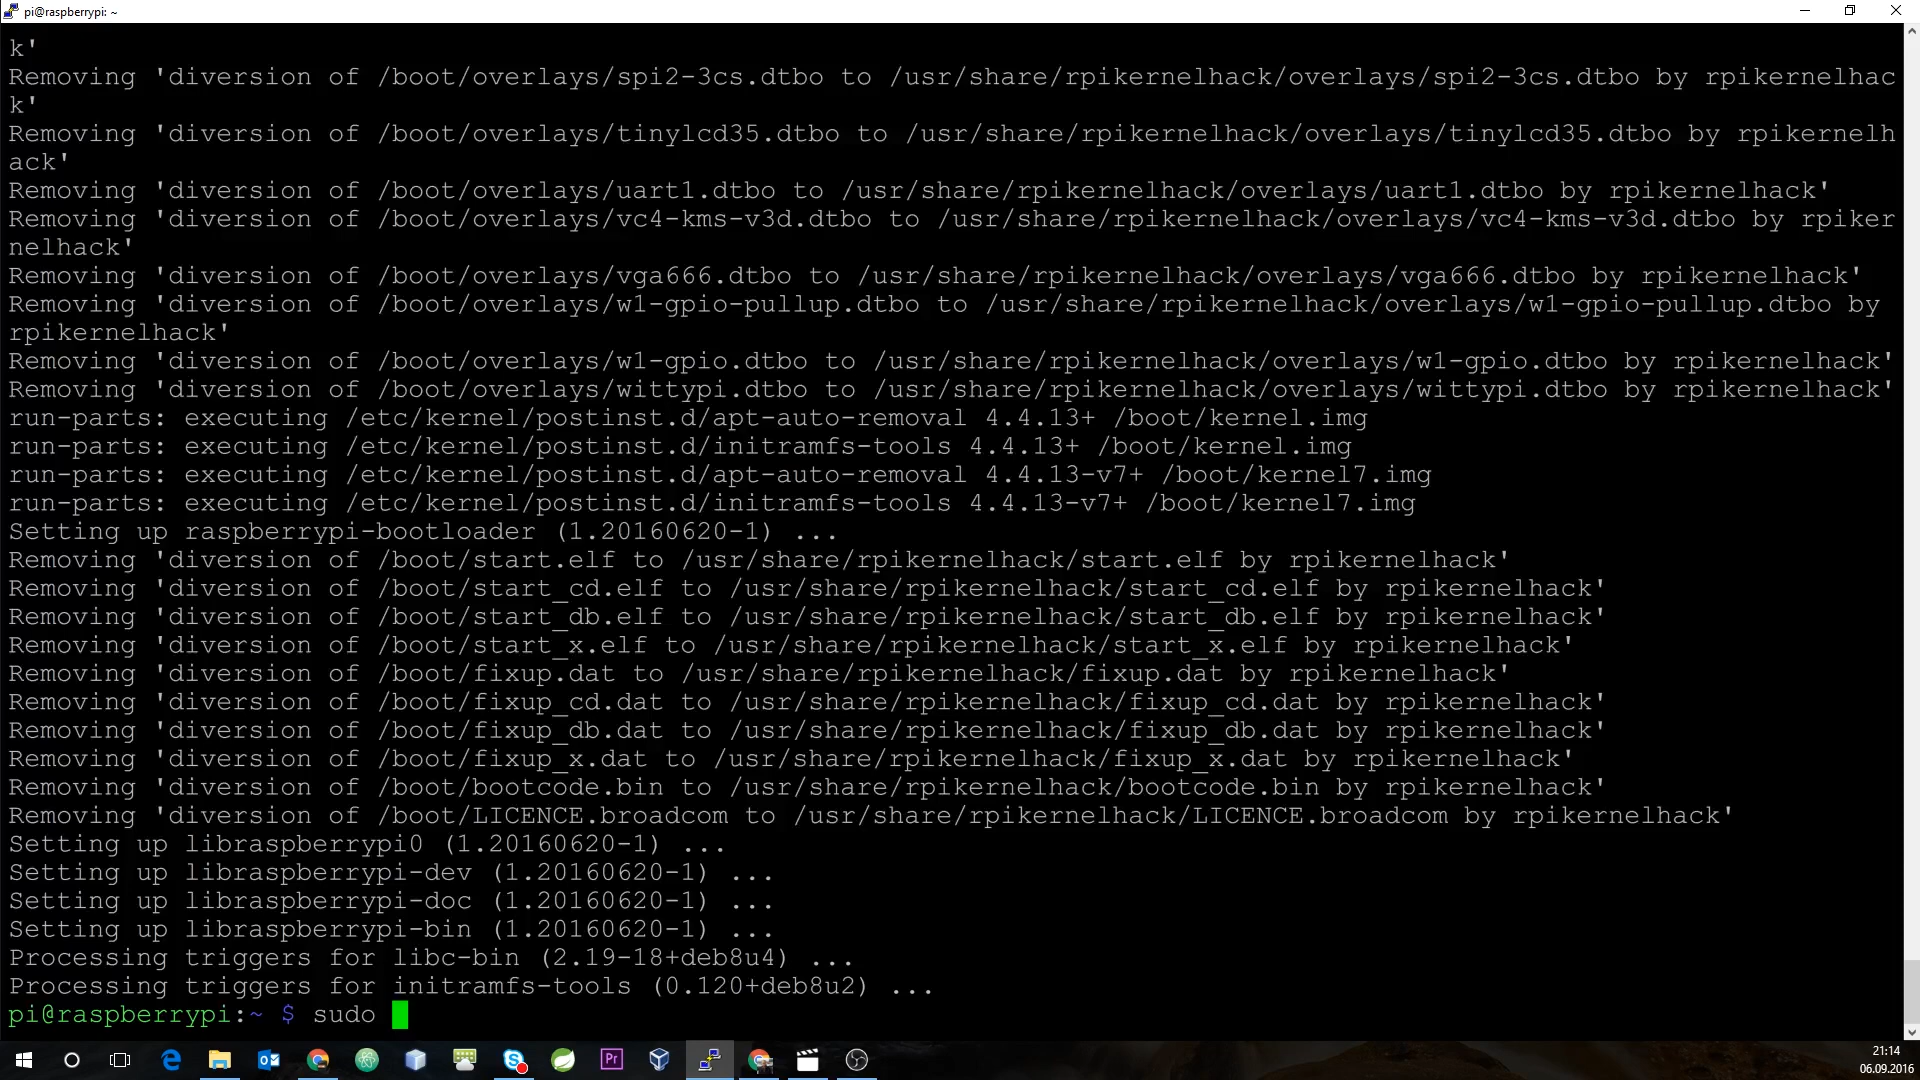 pi@raspberrypi: ~
k'
Removing 'diversion of /boot/overlays/spi2-3cs.dtbo to /usr/share/rpikernelhack/overlays/spi2-3cs.dtbo by rpikernelhac
k'
Removing 'diversion of /boot/overlays/tinylcd35.dtbo to /usr/share/rpikernelhack/overlays/tinylcd35.dtbo by rpikernelh
ack'
Removing 'diversion of /boot/overlays/uart1.dtbo to /usr/share/rpikernelhack/overlays/uart1.dtbo by rpikernelhack'
Removing 'diversion of /boot/overlays/vc4-kms-v3d.dtbo to /usr/share/rpikernelhack/overlays/vc4-kms-v3d.dtbo by rpiker
nelhack'
Removing 'diversion of /boot/overlays/vga666.dtbo to /usr/share/rpikernelhack/overlays/vga666.dtbo by rpikernelhack'
Removing 'diversion of /boot/overlays/w1-gpio-pullup.dtbo to /usr/share/rpikernelhack/overlays/w1-gpio-pullup.dtbo by
rpikernelhack'
Removing 'diversion of /boot/overlays/w1-gpio.dtbo to /usr/share/rpikernelhack/overlays/w1-gpio.dtbo by rpikernelhack'
Removing 'diversion of /boot/overlays/wittypi.dtbo to /usr/share/rpikernelhack/overlays/wittypi.dtbo by rpikernelhack'
run-parts: executing /etc/kernel/postinst.d/apt-auto-removal 4.4.13+ /boot/kernel.img
run-parts: executing /etc/kernel/postinst.d/initramfs-tools 4.4.13+ /boot/kernel.img
run-parts: executing /etc/kernel/postinst.d/apt-auto-removal 4.4.13-v7+ /boot/kernel7.img
run-parts: executing /etc/kernel/postinst.d/initramfs-tools 4.4.13-v7+ /boot/kernel7.img
Setting up raspberrypi-bootloader (1.20160620-1) ...
Removing 'diversion of /boot/start.elf to /usr/share/rpikernelhack/start.elf by rpikernelhack'
Removing 'diversion of /boot/start_cd.elf to /usr/share/rpikernelhack/start_cd.elf by rpikernelhack'
Removing 'diversion of /boot/start_db.elf to /usr/share/rpikernelhack/start_db.elf by rpikernelhack'
Removing 'diversion of /boot/start_x.elf to /usr/share/rpikernelhack/start_x.elf by rpikernelhack'
Removing 'diversion of /boot/fixup.dat to /usr/share/rpikernelhack/fixup.dat by rpikernelhack'
Removing 'diversion of /boot/fixup_cd.dat to /usr/share/rpikernelhack/fixup_cd.dat by rpikernelhack'
Removing 'diversion of /boot/fixup_db.dat to /usr/share/rpikernelhack/fixup_db.dat by rpikernelhack'
Removing 'diversion of /boot/fixup_x.dat to /usr/share/rpikernelhack/fixup_x.dat by rpikernelhack'
Removing 'diversion of /boot/bootcode.bin to /usr/share/rpikernelhack/bootcode.bin by rpikernelhack'
Removing 'diversion of /boot/LICENCE.broadcom to /usr/share/rpikernelhack/LICENCE.broadcom by rpikernelhack'
Setting up libraspberrypi0 (1.20160620-1) ...
Setting up libraspberrypi-dev (1.20160620-1) ...
Setting up libraspberrypi-doc (1.20160620-1) ...
Setting up libraspberrypi-bin (1.20160620-1) ...
Processing triggers for libc-bin (2.19-18+deb8u4) ...
Processing triggers for initramfs-tools (0.120+deb8u2) ...
pi@raspberrypi:~ $ sudo
Pr
21:14
06.09.2016